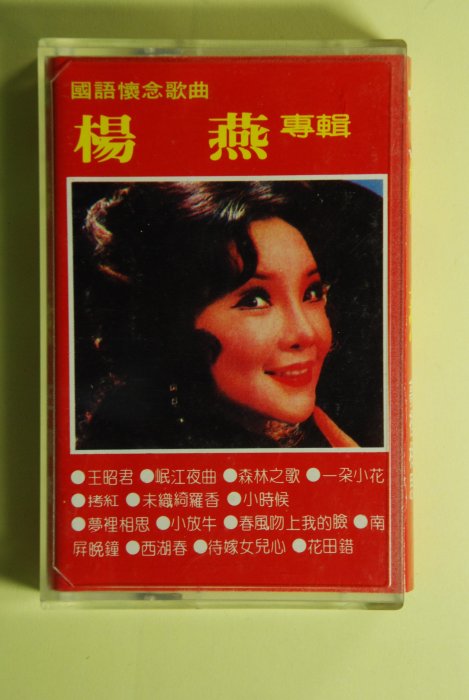 國語懷念歌曲
楊 燕 專輯
●王昭君 ●岷江夜曲 ●森林之歌 ●一朶小花
●拷紅 ●未織綺羅香 ●小時候
●夢裡相思 ●小放牛 ●春風吻上我的臉 ●南
屏晚鐘 ●西湖春 ●待嫁女兒心 ●花田錯